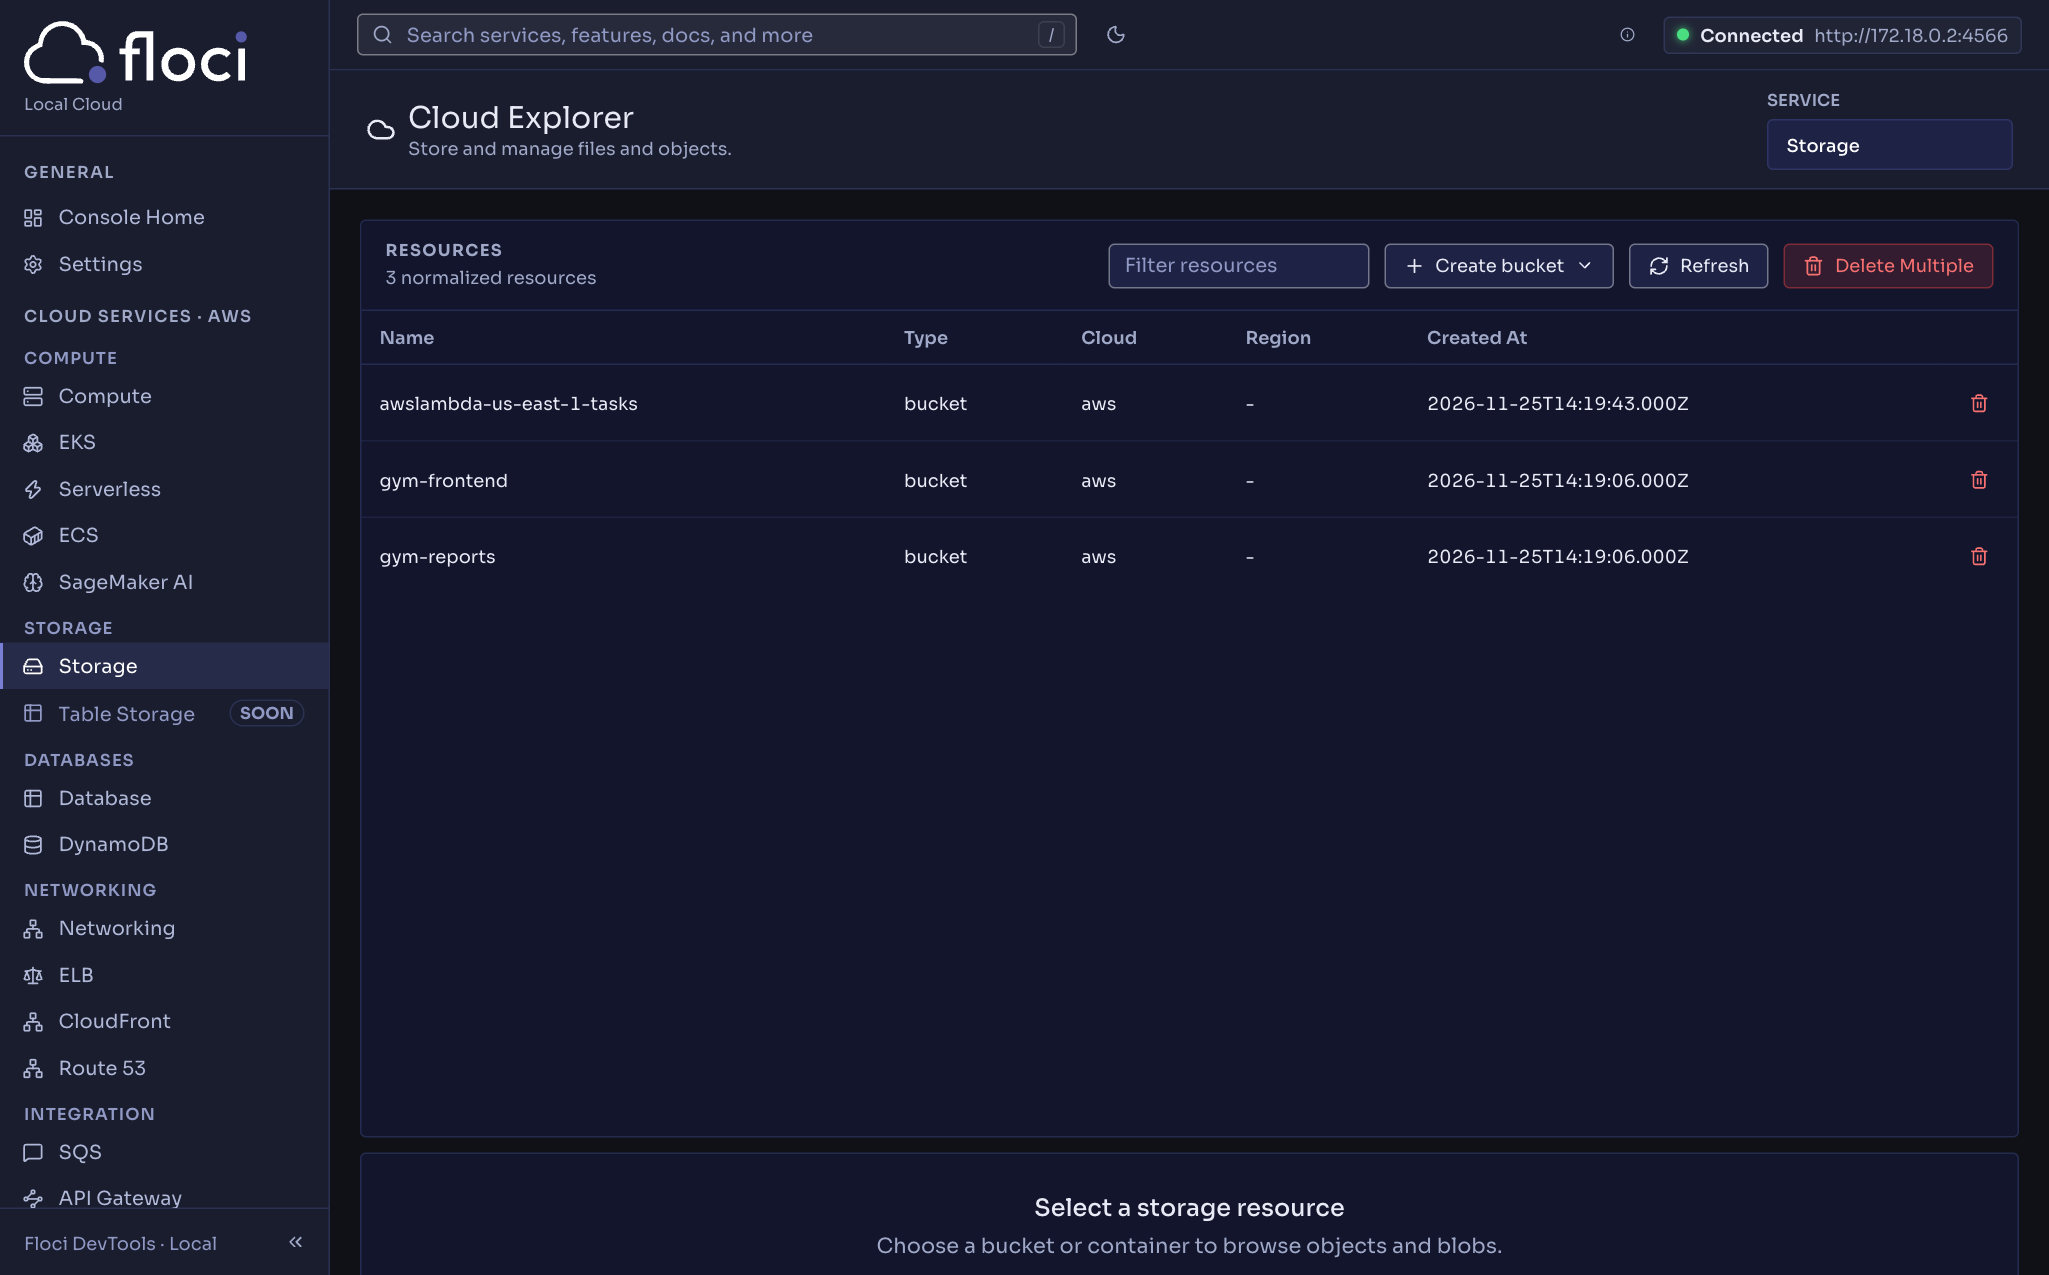 floci
Local Cloud
GENERAL
Console Home
Settings
CLOUD SERVICES · AWS
COMPUTE
Compute
EKS
Serverless
ECS
SageMaker AI
STORAGE
Storage
Table Storage SOON
DATABASES
Database
DynamoDB
NETWORKING
Networking
ELB
CloudFront
Route 53
INTEGRATION
SQS
API Gateway
Floci DevTools · Local
Search services, features, docs, and more /
Connected http://172.18.0.2:4566
Cloud Explorer
Store and manage files and objects.
SERVICE
Storage
RESOURCES
3 normalized resources
Filter resources
Create bucket
Refresh
Delete Multiple
Name Type Cloud Region Created At
awslambda-us-east-1-tasks bucket aws - 2026-11-25T14:19:43.000Z
gym-frontend bucket aws - 2026-11-25T14:19:06.000Z
gym-reports bucket aws - 2026-11-25T14:19:06.000Z
Select a storage resource
Choose a bucket or container to browse objects and blobs.